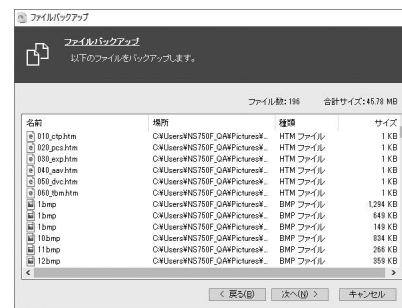 ファイルバックアップ
ファイルバックアップ
以下のファイルをバックアップします。
ファイル数: 196 合計サイズ: 45.78 MB
名前 場所 種類 サイズ
010_ctp.htm C:¥Users¥NS750F_QA¥Pictures¥... HTM ファイル 1 KB
020_pcs.htm C:¥Users¥NS750F_QA¥Pictures¥... HTM ファイル 1 KB
030_exp.htm C:¥Users¥NS750F_QA¥Pictures¥... HTM ファイル 1 KB
040_aav.htm C:¥Users¥NS750F_QA¥Pictures¥... HTM ファイル 1 KB
050_dvc.htm C:¥Users¥NS750F_QA¥Pictures¥... HTM ファイル 1 KB
060_tbm.htm C:¥Users¥NS750F_QA¥Pictures¥... HTM ファイル 1 KB
1.bmp C:¥Users¥NS750F_QA¥Pictures¥... BMP ファイル 1,294 KB
1.bmp C:¥Users¥NS750F_QA¥Pictures¥... BMP ファイル 649 KB
1.bmp C:¥Users¥NS750F_QA¥Pictures¥... BMP ファイル 149 KB
10.bmp C:¥Users¥NS750F_QA¥Pictures¥... BMP ファイル 834 KB
11.bmp C:¥Users¥NS750F_QA¥Pictures¥... BMP ファイル 266 KB
12.bmp C:¥Users¥NS750F_QA¥Pictures¥... BMP ファイル 359 KB
< 戻る(B) 次へ(N) > キャンセル